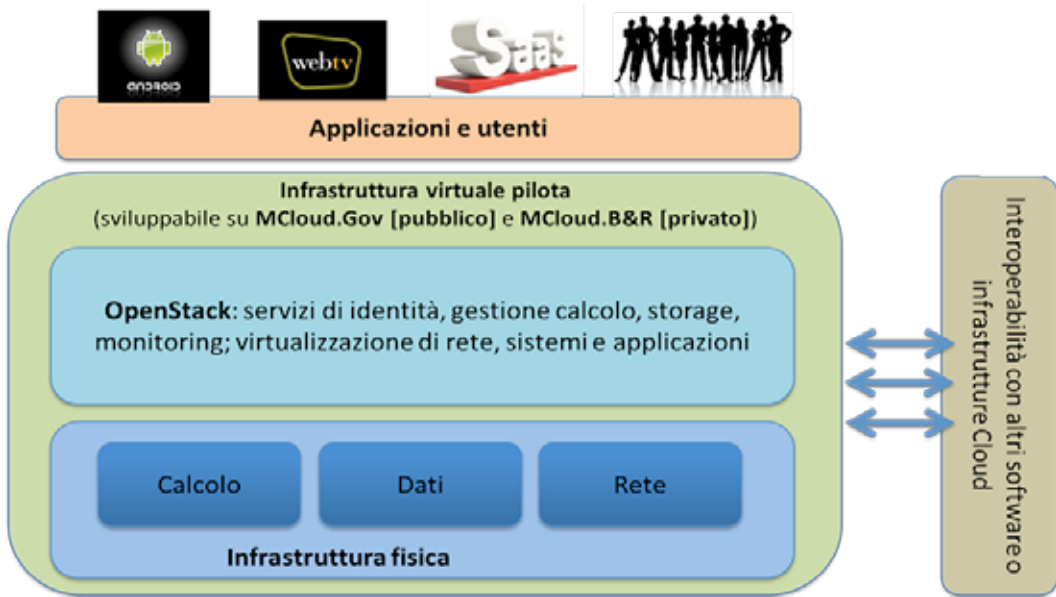 ANDROID
webtv
SaaS
Applicazioni e utenti
Infrastruttura virtuale pilota
(sviluppabile su MCloud.Gov [pubblico] e MCloud.B&R [privato])
OpenStack: servizi di identità, gestione calcolo, storage,
monitoring; virtualizzazione di rete, sistemi e applicazioni
Calcolo
Dati
Rete
Infrastruttura fisica
Interoperabilità con altri software o
infrastrutture Cloud